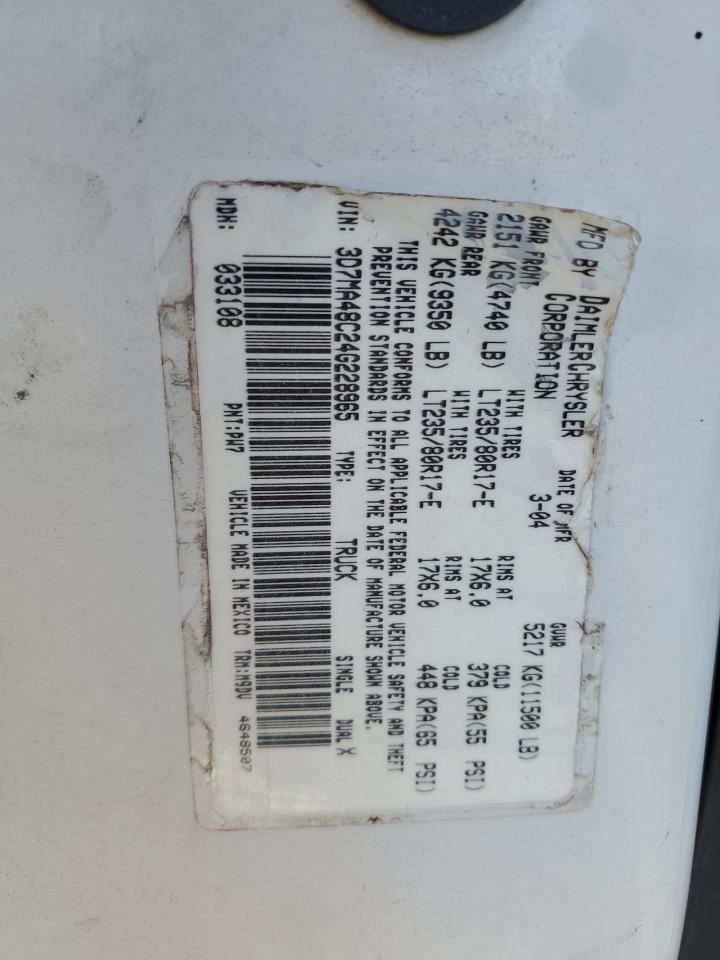 MFD BY DAIMLERCHRYSLER CORPORATION DATE OF MFR 3-04 GVWR 5217 KG(11500 LB)
GAWR FRONT WITH TIRES RIMS AT COLD
2151 KG(4740 LB) LT235/80R17-E 17X6.0 379 KPA(55 PSI)
GAWR REAR WITH TIRES RIMS AT COLD
4242 KG(9350 LB) LT235/80R17-E 17X6.0 448 KPA(65 PSI)
THIS VEHICLE CONFORMS TO ALL APPLICABLE FEDERAL MOTOR VEHICLE SAFETY AND THEFT
PREVENTION STANDARDS IN EFFECT ON THE DATE OF MANUFACTURE SHOWN ABOVE.
VIN: 3D7MA48C24G228965 TYPE: TRUCK SINGLE DUAL X
MDH: 033108 PNT:PW7 VEHICLE MADE IN MEXICO TRM:M9DV 4648507